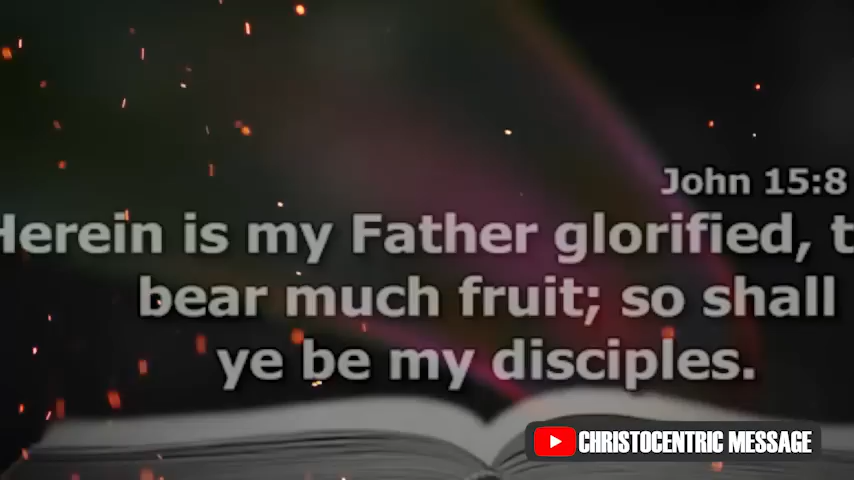 John 15:8
Herein is my Father glorified,
bear much fruit; so shall
ye be my disciples.
CHRISTOCENTRIC MESSAGE